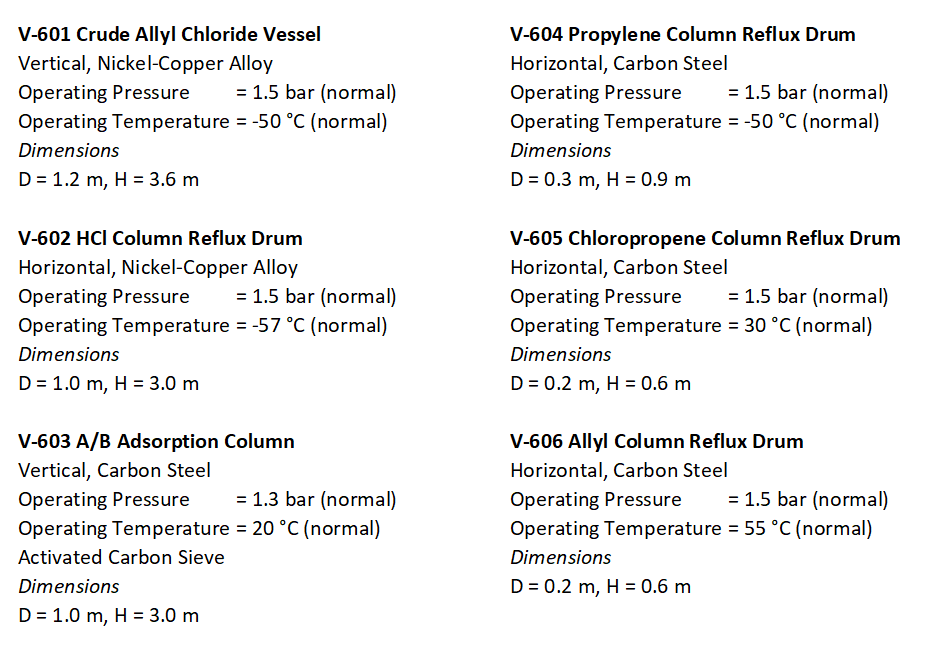 V-601 Crude Allyl Chloride Vessel
Vertical, Nickel-Copper Alloy
Operating Pressure = 1.5 bar (normal)
Operating Temperature = -50 °C (normal)
Dimensions
D = 1.2 m, H = 3.6 m
V-602 HCl Column Reflux Drum
Horizontal, Nickel-Copper Alloy
Operating Pressure = 1.5 bar (normal)
Operating Temperature = -57 °C (normal)
Dimensions
D = 1.0 m, H = 3.0 m
V-603 A/B Adsorption Column
Vertical, Carbon Steel
Operating Pressure = 1.3 bar (normal)
Operating Temperature = 20 °C (normal)
Activated Carbon Sieve
Dimensions
D = 1.0 m, H = 3.0 m
V-604 Propylene Column Reflux Drum
Horizontal, Carbon Steel
Operating Pressure = 1.5 bar (normal)
Operating Temperature = -50 °C (normal)
Dimensions
D = 0.3 m, H = 0.9 m
V-605 Chloropropene Column Reflux Drum
Horizontal, Carbon Steel
Operating Pressure = 1.5 bar (normal)
Operating Temperature = 30 °C (normal)
Dimensions
D = 0.2 m, H = 0.6 m
V-606 Allyl Column Reflux Drum
Horizontal, Carbon Steel
Operating Pressure = 1.5 bar (normal)
Operating Temperature = 55 °C (normal)
Dimensions
D = 0.2 m, H = 0.6 m